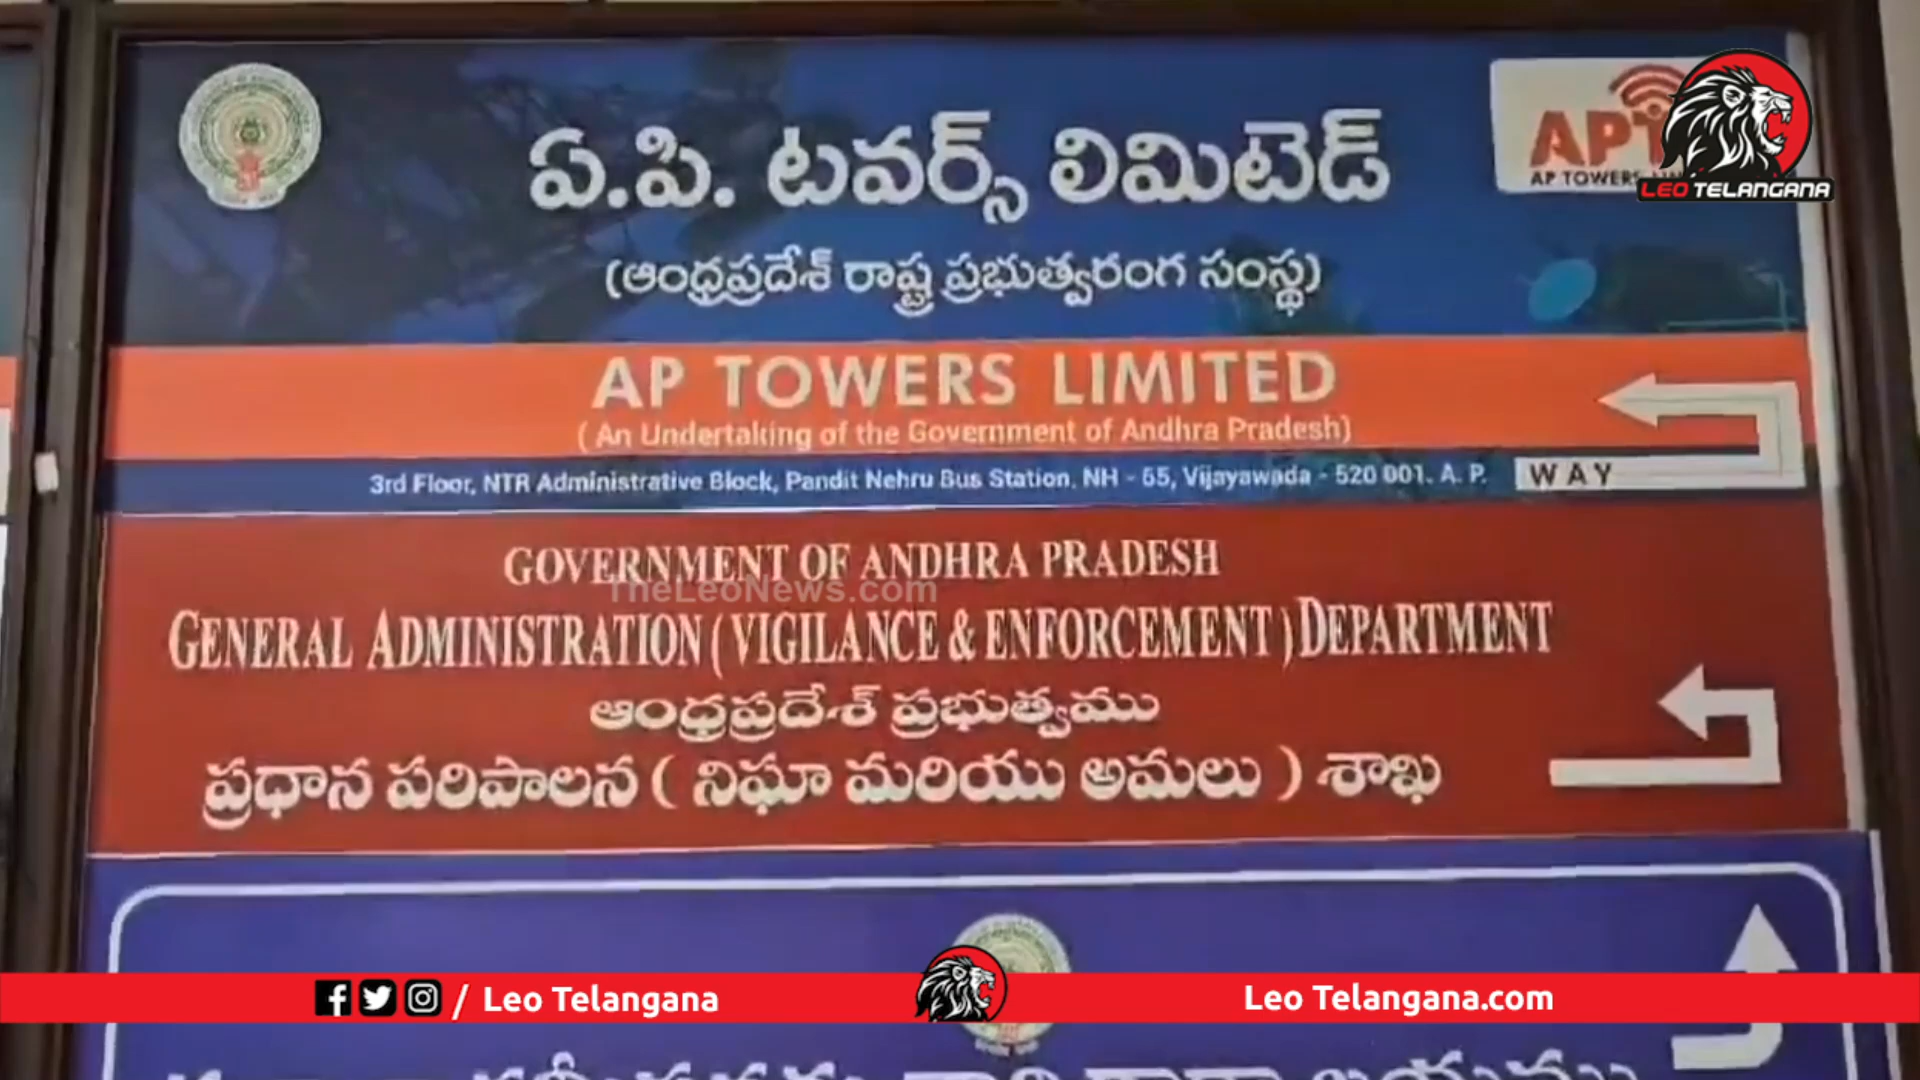 ఏ.పి. టవర్స్ లిమిటెడ్
(ఆంధ్రప్రదేశ్ రాష్ట్ర ప్రభుత్వరంగ సంస్థ)
AP TOWERS
LEO TELANGANA
AP TOWERS LIMITED
( An Undertaking of the Government of Andhra Pradesh)
3rd Floor, NTR Administrative Block, Pandit Nehru Bus Station, NH - 65, Vijayawada - 520 001. A. P.
WAY
GOVERNMENT OF ANDHRA PRADESH
TheLeoNews.com
GENERAL ADMINISTRATION ( VIGILANCE & ENFORCEMENT ) DEPARTMENT
ఆంధ్రప్రదేశ్ ప్రభుత్వము
ప్రధాన పరిపాలన ( నిఘా మరియు అమలు ) శాఖ
/ Leo Telangana
Leo Telangana.com